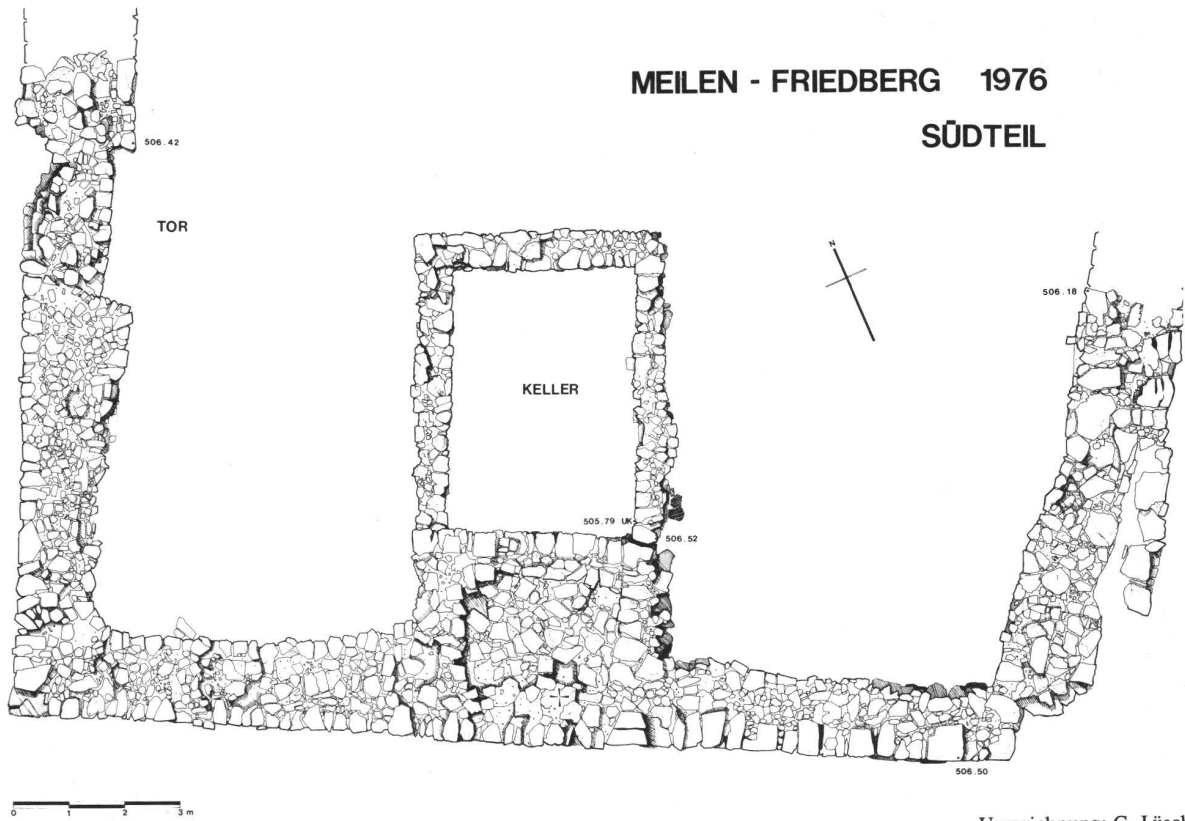 MEILEN - FRIEDBERG 1976
SÜDTEIL
506.42
TOR
N
506.18
KELLER
505.79 UK
506.52
506.50
0 1 2 3 m